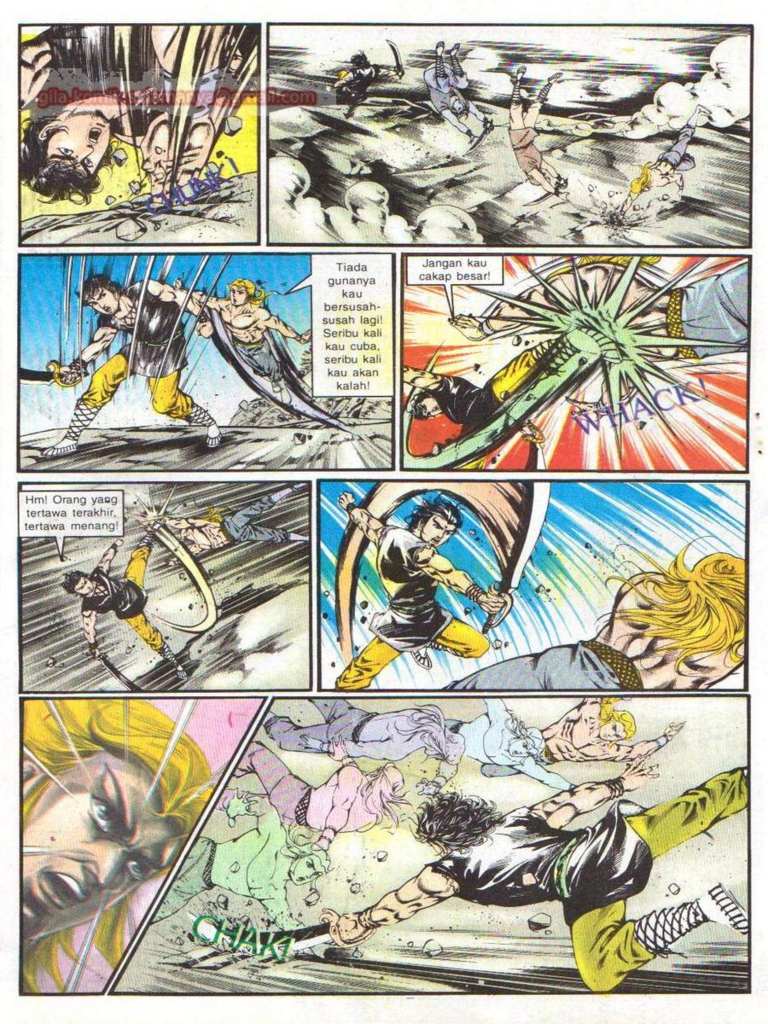 CHAK!
Tiada
gunanya
kau
bersusah-
susah lagi!
Seribu kali
kau cuba,
seribu kali
kau akan
kalah!
Jangan kau
cakap besar!
WHACK!
Hm! Orang yang
tertawa terakhir,
tertawa menang!
CHAK!